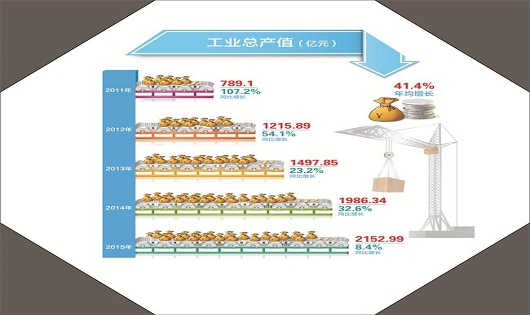 工业总产值（亿元）
2011年
789.1
107.2%
同比增长
41.4%
年均增长
2012年
1215.89
54.1%
同比增长
2013年
1497.85
23.2%
同比增长
2014年
1986.34
32.6%
同比增长
2015年
2152.99
8.4%
同比增长